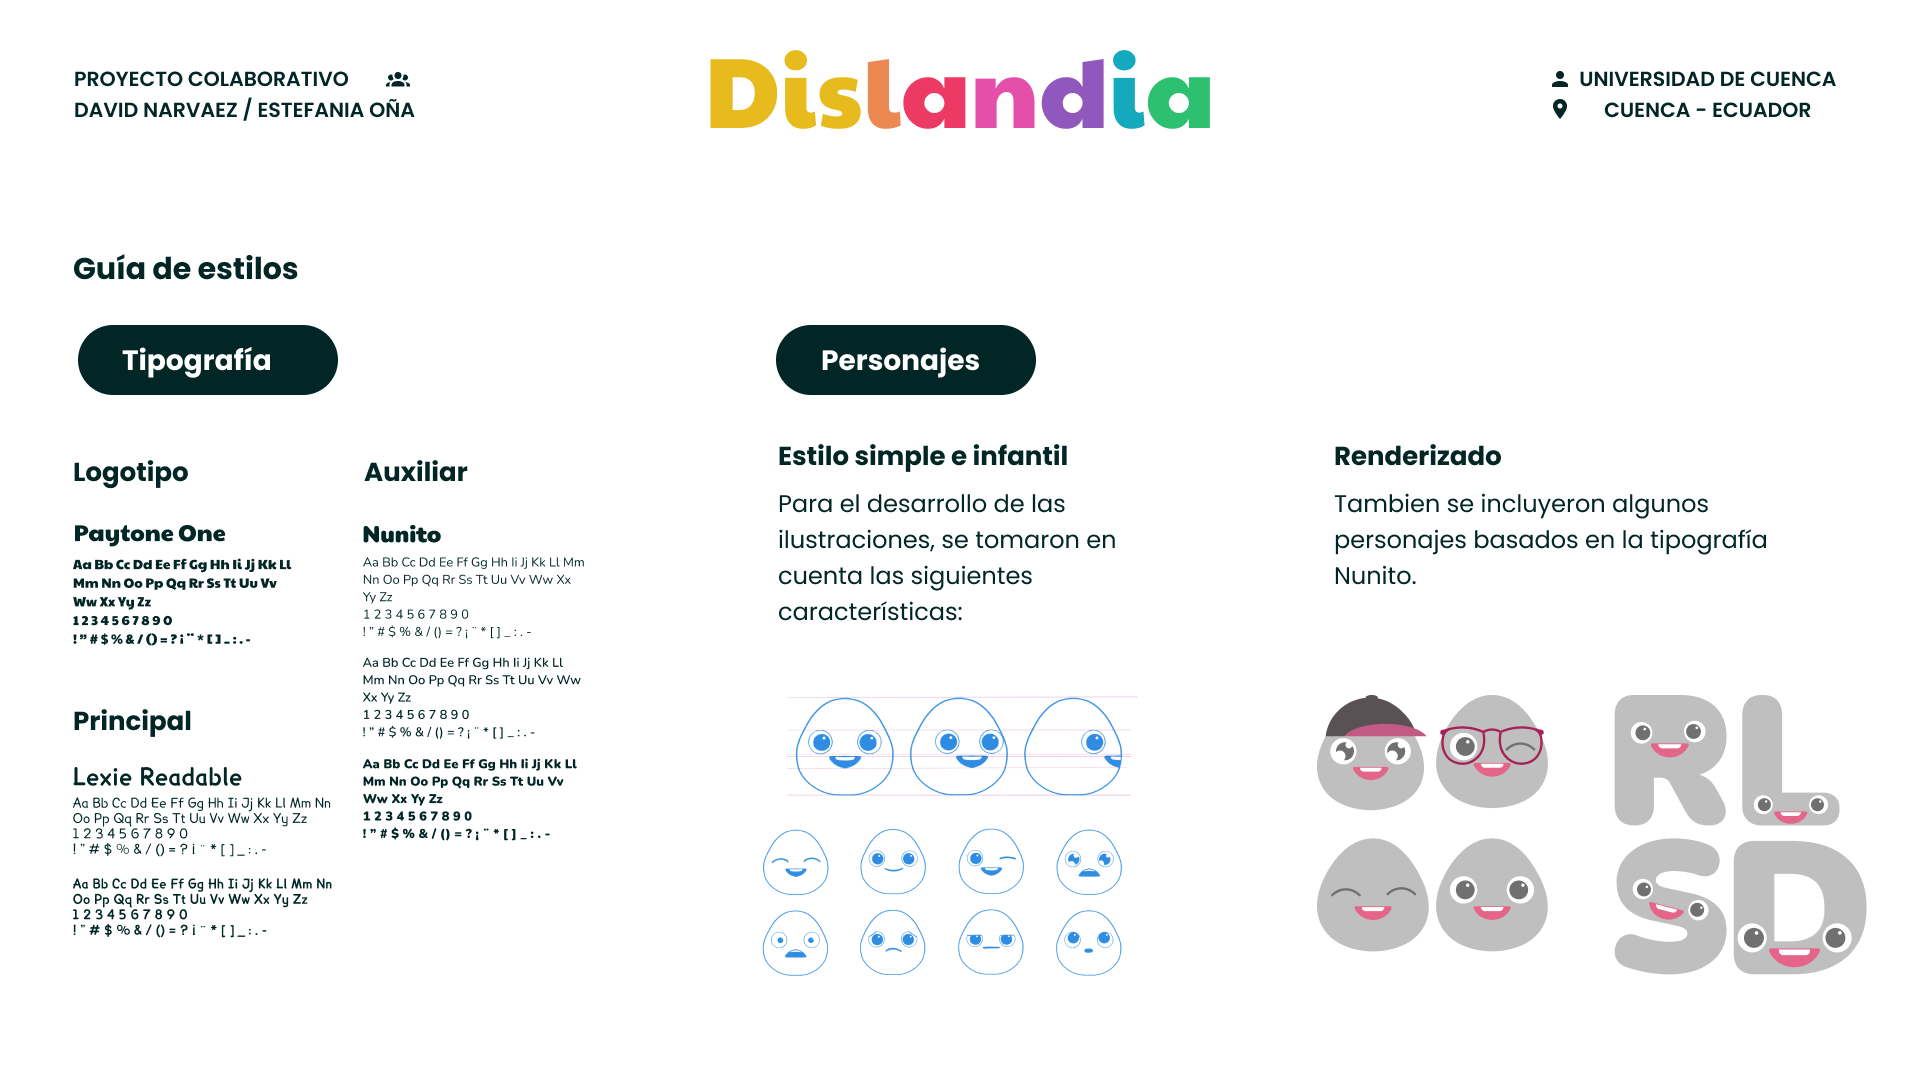 PROYECTO COLABORATIVO
DAVID NARVAEZ / ESTEFANIA OÑA
Dislandia
UNIVERSIDAD DE CUENCA
CUENCA - ECUADOR
Guía de estilos
Tipografía
Logotipo
Paytone One
Aa Bb Cc Dd Ee Ff Gg Hh Ii Jj Kk Ll
Mm Nn Oo Pp Qq Rr Ss Tt Uu Vv
Ww Xx Yy Zz
1 2 3 4 5 6 7 8 9 0
! " # $ % & / () = ? ¡ ¨ * [ ] _ : . -
Principal
Lexie Readable
Aa Bb Cc Dd Ee Ff Gg Hh Ii Jj Kk Ll Mm Nn
Oo Pp Qq Rr Ss Tt Uu Vv Ww Xx Yy Zz
1 2 3 4 5 6 7 8 9 0
! " # $ % & / () = ? i ¨ * [ ] _ : . -
Aa Bb Cc Dd Ee Ff Gg Hh Ii Jj Kk Ll Mm Nn
Oo Pp Qq Rr Ss Tt Uu Vv Ww Xx Yy Zz
1 2 3 4 5 6 7 8 9 0
! " # $ % & / () = ? i ¨ * [ ] _ : . -
Auxiliar
Nunito
Aa Bb Cc Dd Ee Ff Gg Hh Ii Jj Kk Ll Mm
Nn Oo Pp Qq Rr Ss Tt Uu Vv Ww Xx
Yy Zz
1 2 3 4 5 6 7 8 9 0
! " # $ % & / () = ? ¡ ¨ * [ ] _ : . -
Aa Bb Cc Dd Ee Ff Gg Hh Ii Jj Kk Ll
Mm Nn Oo Pp Qq Rr Ss Tt Uu Vv Ww
Xx Yy Zz
1 2 3 4 5 6 7 8 9 0
! " # $ % & / () = ? ¡ ¨ * [ ] _ : . -
Aa Bb Cc Dd Ee Ff Gg Hh Ii Jj Kk Ll
Mm Nn Oo Pp Qq Rr Ss Tt Uu Vv
Ww Xx Yy Zz
1 2 3 4 5 6 7 8 9 0
! " # $ % & / () = ? ¡ ¨ * [ ] _ : . -
Personajes
Estilo simple e infantil
Para el desarrollo de las
ilustraciones, se tomaron en
cuenta las siguientes
características:
Renderizado
Tambien se incluyeron algunos
personajes basados en la tipografía
Nunito.
RL
SD